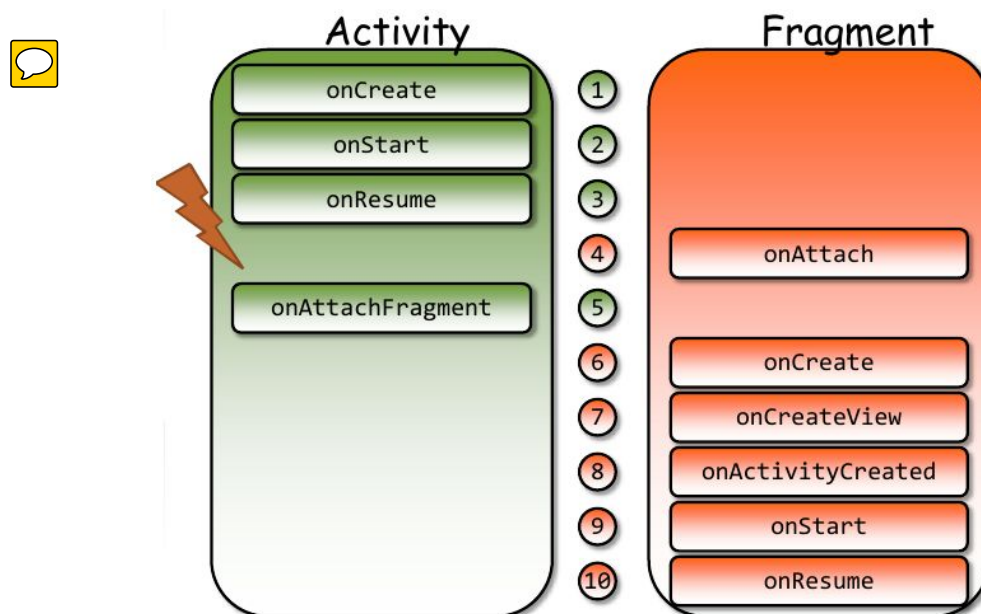 Activity Fragment
onCreate 1
onStart 2
onResume 3
4 onAttach
onAttachFragment 5
6 onCreate
7 onCreateView
8 onActivityCreated
9 onStart
10 onResume